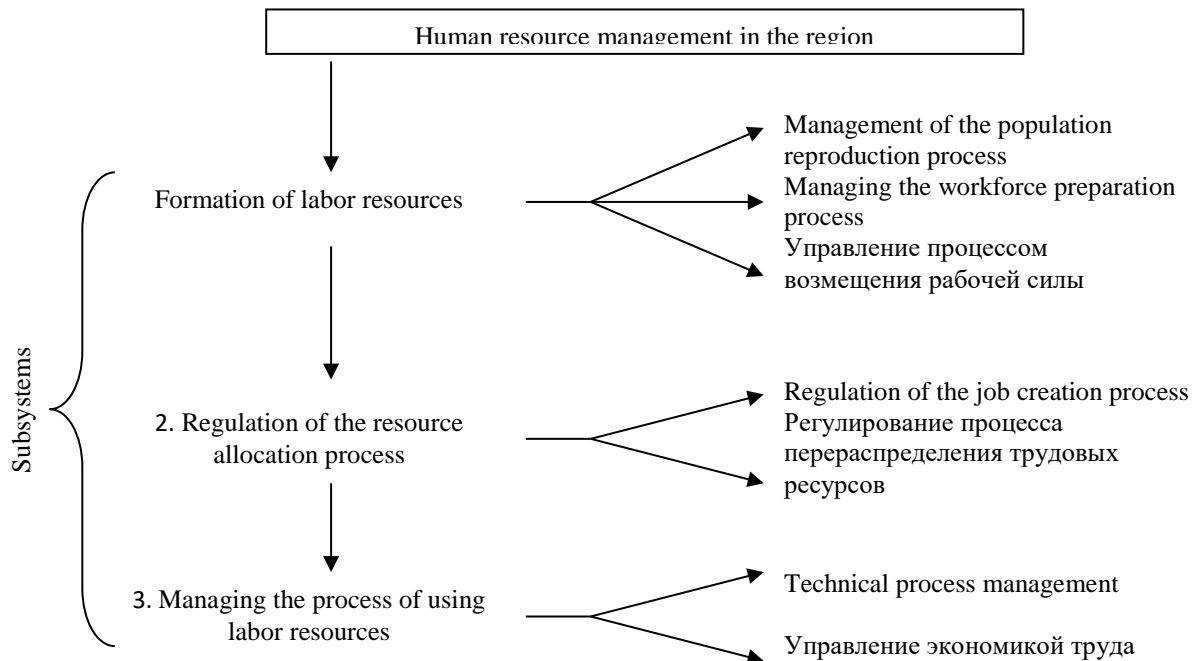 Human resource management in the region
Management of the population
reproduction process
Formation of labor resources
Managing the workforce preparation
process
Управление процессом
возмещения рабочей силы
Subsystems
2. Regulation of the resource
allocation process
Regulation of the job creation process
Регулирование процесса
перераспределения трудовых
ресурсов
3. Managing the process of using
labor resources
Technical process management
Управление экономикой труда